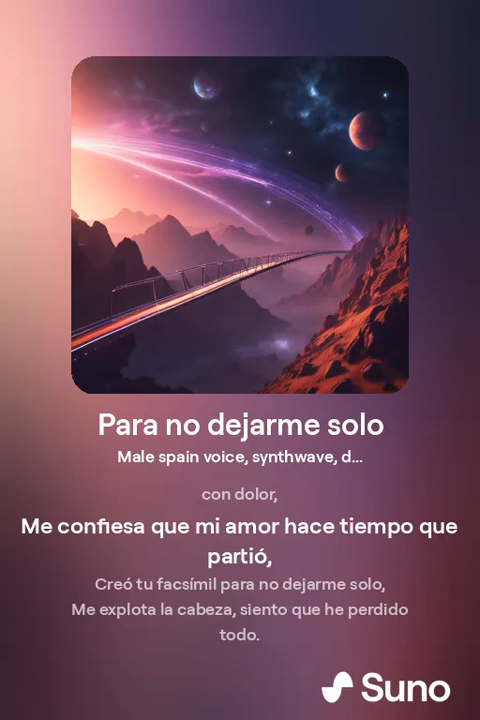 Para no dejarme solo
Male spain voice, synthwave, d...
con dolor,
Me confiesa que mi amor hace tiempo que
partió,
Creó tu facsímil para no dejarme solo,
Me explota la cabeza, siento que he perdido
todo.
Suno